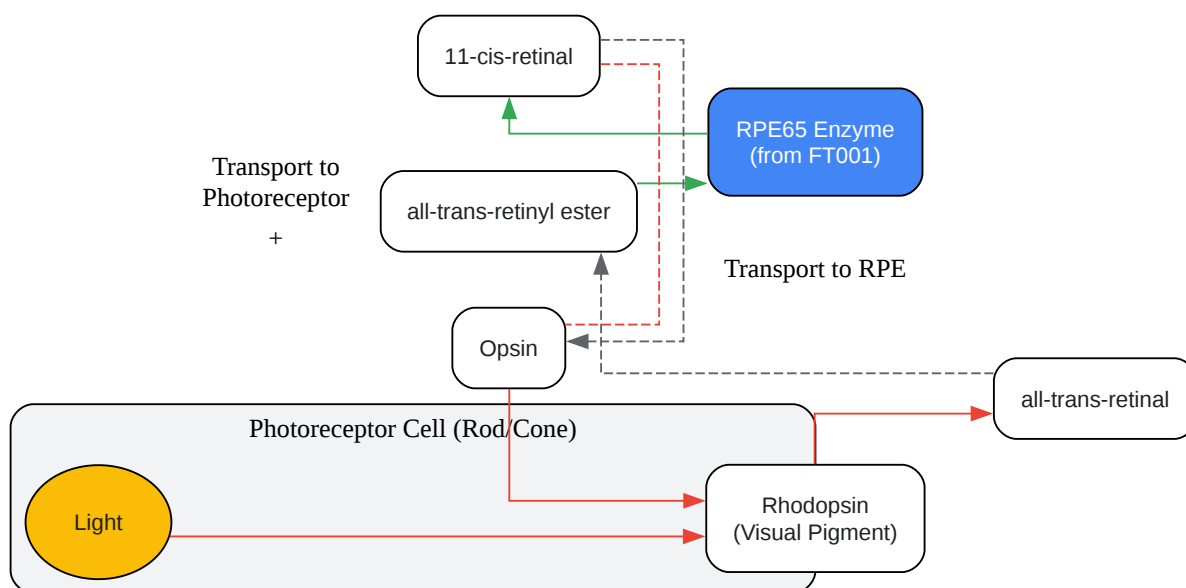 11-cis-retinal
RPE65 Enzyme
(from FT001)
Transport to
Photoreceptor
+
all-trans-retinyl ester
Transport to RPE
Opsin
all-trans-retinal
Photoreceptor Cell (Rod/Cone)
Light
Rhodopsin
(Visual Pigment)